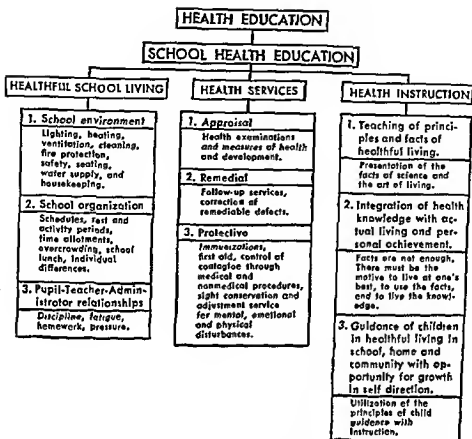 HEALTH EDUCATION
SCHOOL HEALTH EDUCATION
HEALTHFUL SCHOOL LIVING
1. School environment
Lighting, heating,
ventilation, cleaning,
fire protection,
safety, seating,
water supply, and
housekeeping.
2. School organization
Schedules, rest and
activity periods,
time allotments,
overcrowding, school
lunch, individual
differences.
3. Pupil-Teacher-Admin-
istrator relationships
Discipline, fatigue,
homework, pressure.
HEALTH SERVICES
1. Appraisal
Health examinations
and measures of health
and development.
2. Remedial
Follow-up services,
correction of
remediable defects.
3. Protective
Immunizations,
first aid, control of
contagion through
medical and
nonmedical procedures,
sight conservation and
adjustment service
for mental, emotional
and physical
disturbances.
HEALTH INSTRUCTION
1. Teaching of princi-
ples and facts of
healthful living.
Presentation of the
facts of science and
the art of living.
2. Integration of health
knowledge with ac-
tual living and per-
sonal achievement.
Facts are not enough.
There must be the
motive to live at one's
best, to use the facts,
and to live the knowl-
edge.
3. Guidance of children
in healthful living in
school, home and
community with op-
portunity for growth
in self direction.
Utilization of the
principles of child
guidance with
instruction.